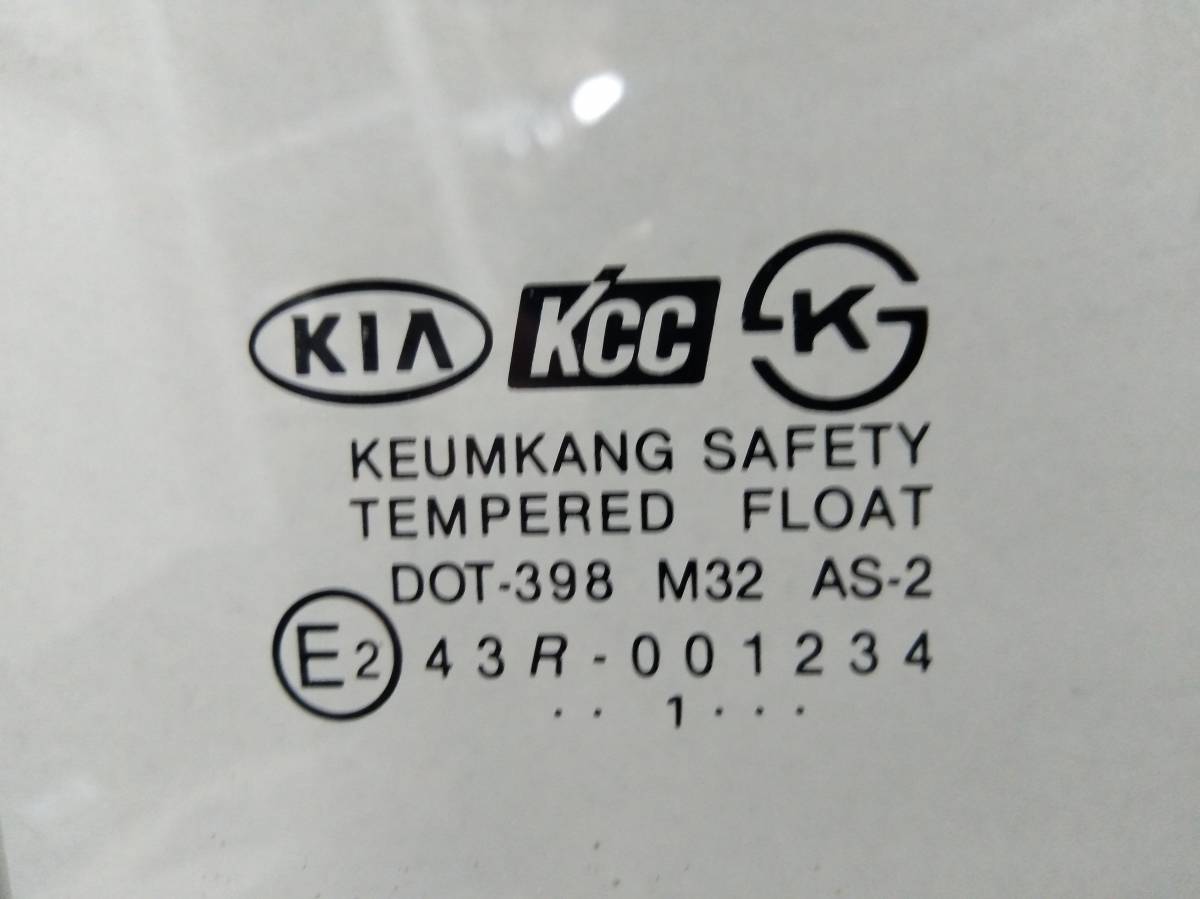 KIA KCC K
KEUMKANG SAFETY
TEMPERED FLOAT
DOT-398 M32 AS-2
E2 43R-001234
·· 1···